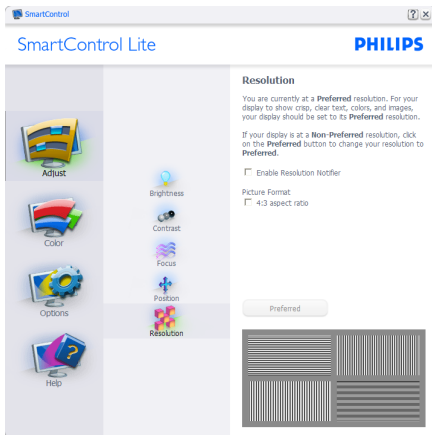 SmartControl
SmartControl Lite
PHILIPS
Adjust
Color
Options
Help
Brightness
Contrast
Focus
Position
Resolution
Resolution
You are currently at a Preferred resolution. For your
display to show crisp, clear text, colors, and images,
your display should be set to its Preferred resolution.
If your display is at a Non-Preferred resolution, click
on the Preferred button to change your resolution to
Preferred.
Enable Resolution Notifier
Picture Format
4:3 aspect ratio
Preferred